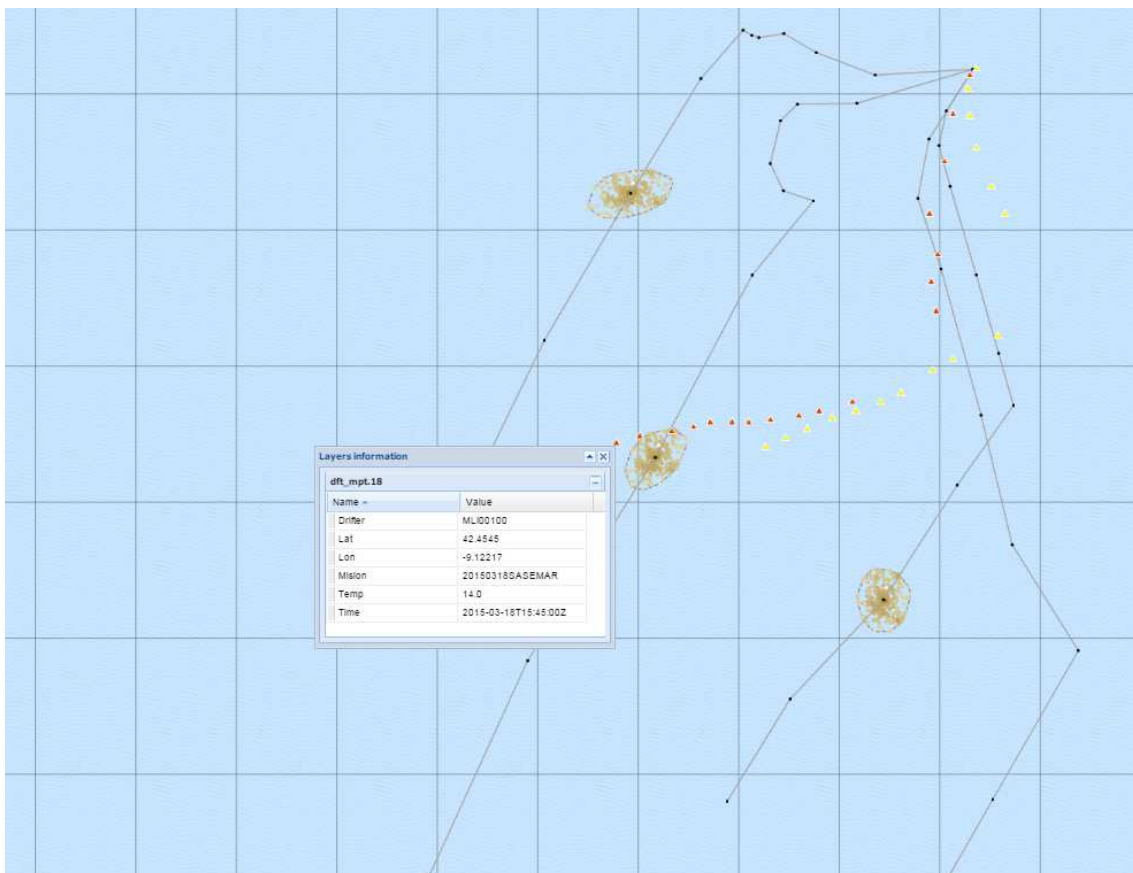 Layers information
dft_mpt.18
Name Value
Drifter MLI00100
Lat 42.4545
Lon -9.12217
Mision 20150318SASEMAR
Temp 14.0
Time 2015-03-18T15:45:00Z